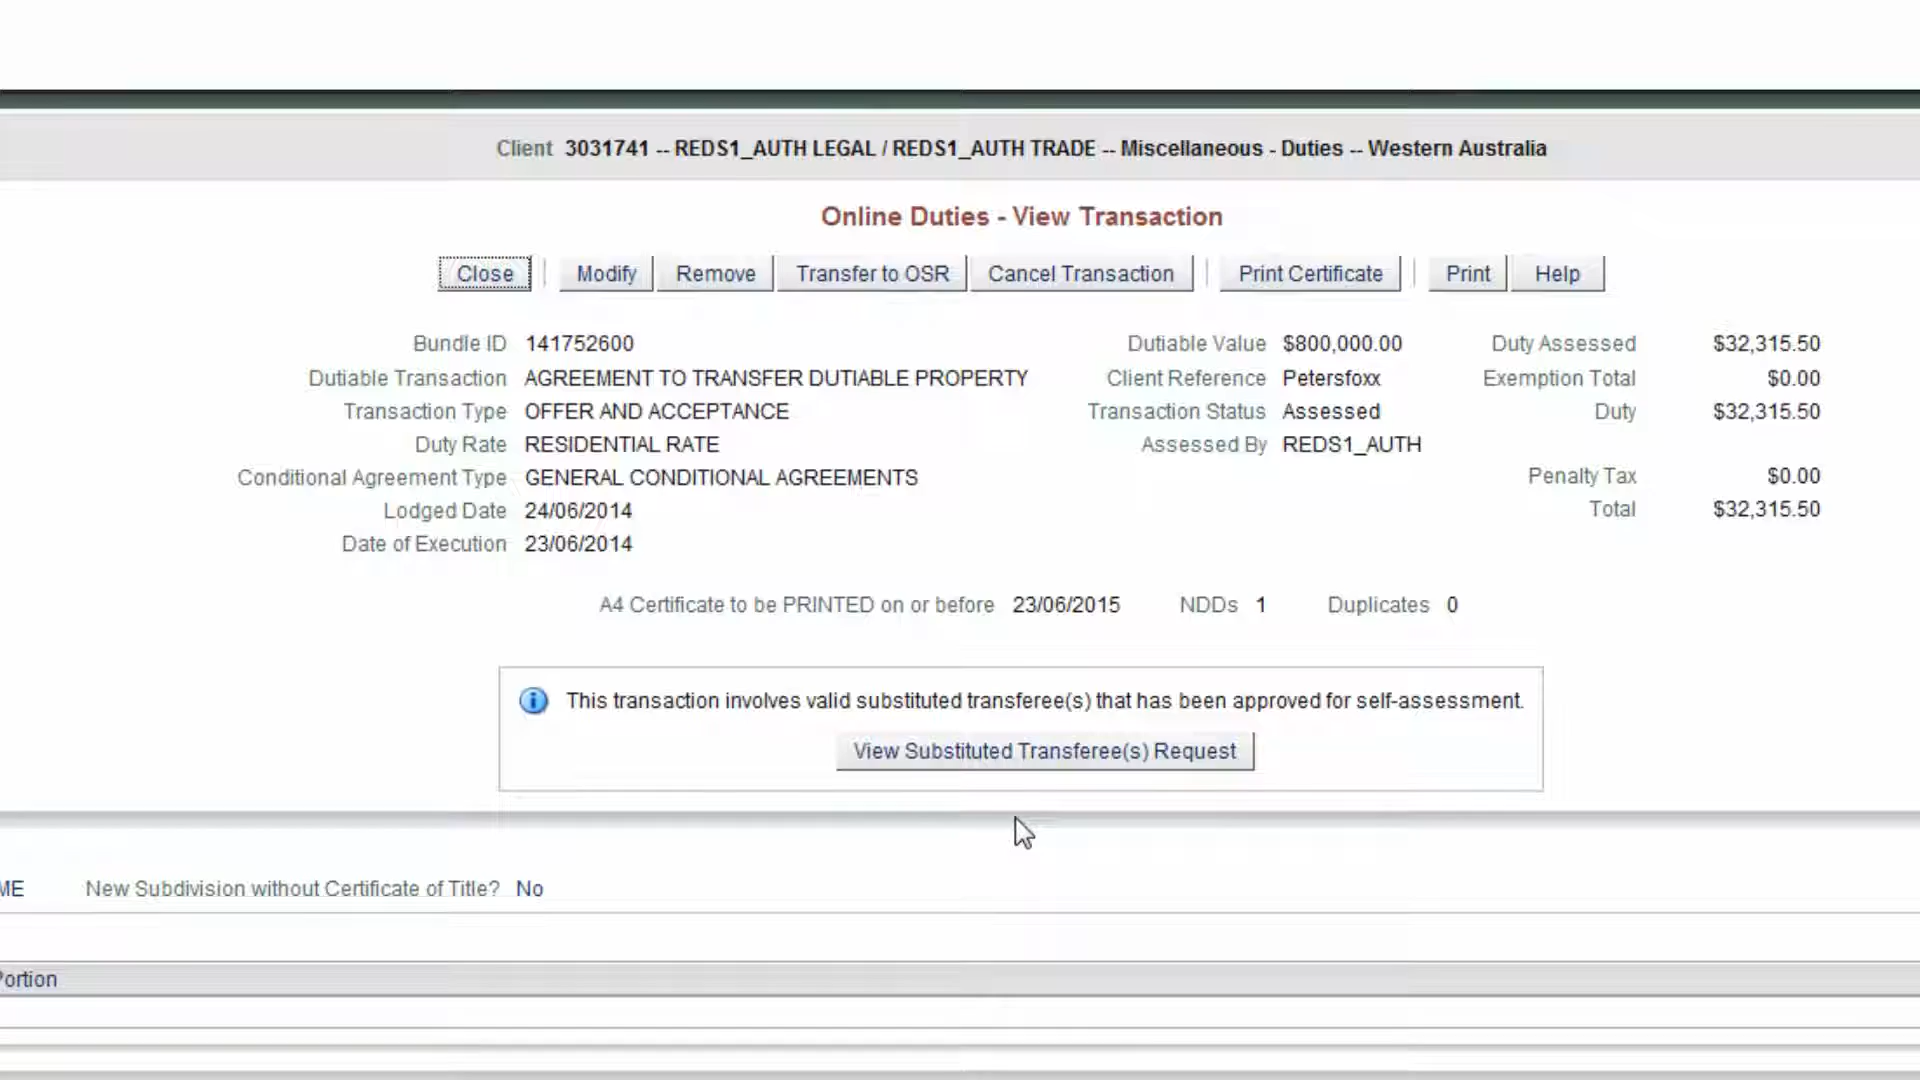 Client 3031741 -- REDS1_AUTH LEGAL / REDS1_AUTH TRADE -- Miscellaneous - Duties -- Western Australia
Online Duties - View Transaction
Close Modify Remove Transfer to OSR Cancel Transaction Print Certificate Print Help
Bundle ID 141752600 Dutiable Value $800,000.00 Duty Assessed $32,315.50
Dutiable Transaction AGREEMENT TO TRANSFER DUTIABLE PROPERTY Client Reference Petersfoxx Exemption Total $0.00
Transaction Type OFFER AND ACCEPTANCE Transaction Status Assessed Duty $32,315.50
Duty Rate RESIDENTIAL RATE Assessed By REDS1_AUTH
Conditional Agreement Type GENERAL CONDITIONAL AGREEMENTS Penalty Tax $0.00
Lodged Date 24/06/2014 Total $32,315.50
Date of Execution 23/06/2014
A4 Certificate to be PRINTED on or before 23/06/2015 NDDs 1 Duplicates 0
This transaction involves valid substituted transferee(s) that has been approved for self-assessment.
View Substituted Transferee(s) Request
ME New Subdivision without Certificate of Title? No
Portion